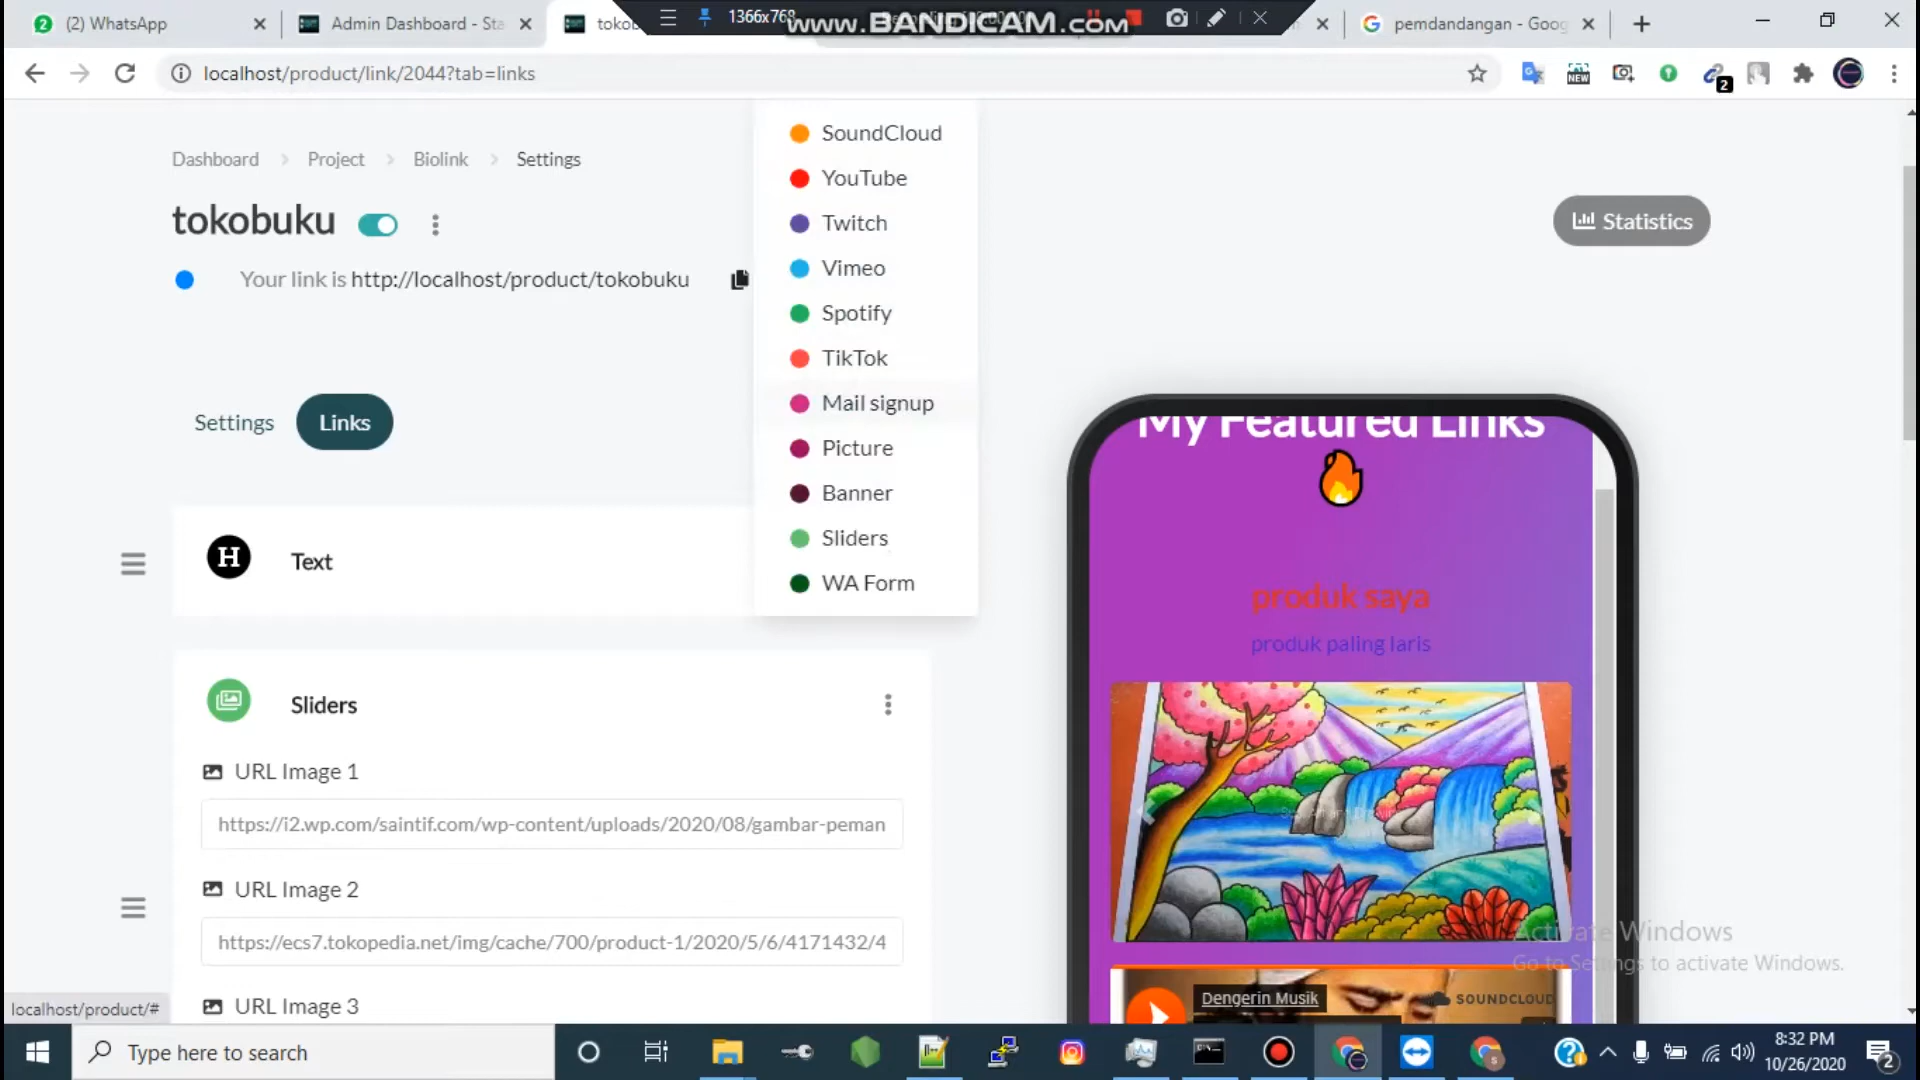 (2) WhatsApp
Admin Dashboard - Sta
tokob
1366x768
www.BANDICAM.com
pemdandangan - Goog
localhost/product/link/2044?tab=links
NEW
2
Dashboard
Project
Biolink
Settings
tokobuku
Your link is http://localhost/product/tokobuku
Statistics
SoundCloud
YouTube
Twitch
Vimeo
Spotify
TikTok
Mail signup
Picture
Banner
Sliders
WA Form
Settings
Links
H
Text
Sliders
URL Image 1
https://i2.wp.com/saintif.com/wp-content/uploads/2020/08/gambar-peman
URL Image 2
https://ecs7.tokopedia.net/img/cache/700/product-1/2020/5/6/4171432/4
URL Image 3
My Featured Links
produk saya
produk paling laris
Dengerin Musik
SOUNDCLOUD
Activate Windows
Go to Settings to activate Windows.
localhost/product/#
Type here to search
8:32 PM
10/26/2020
2